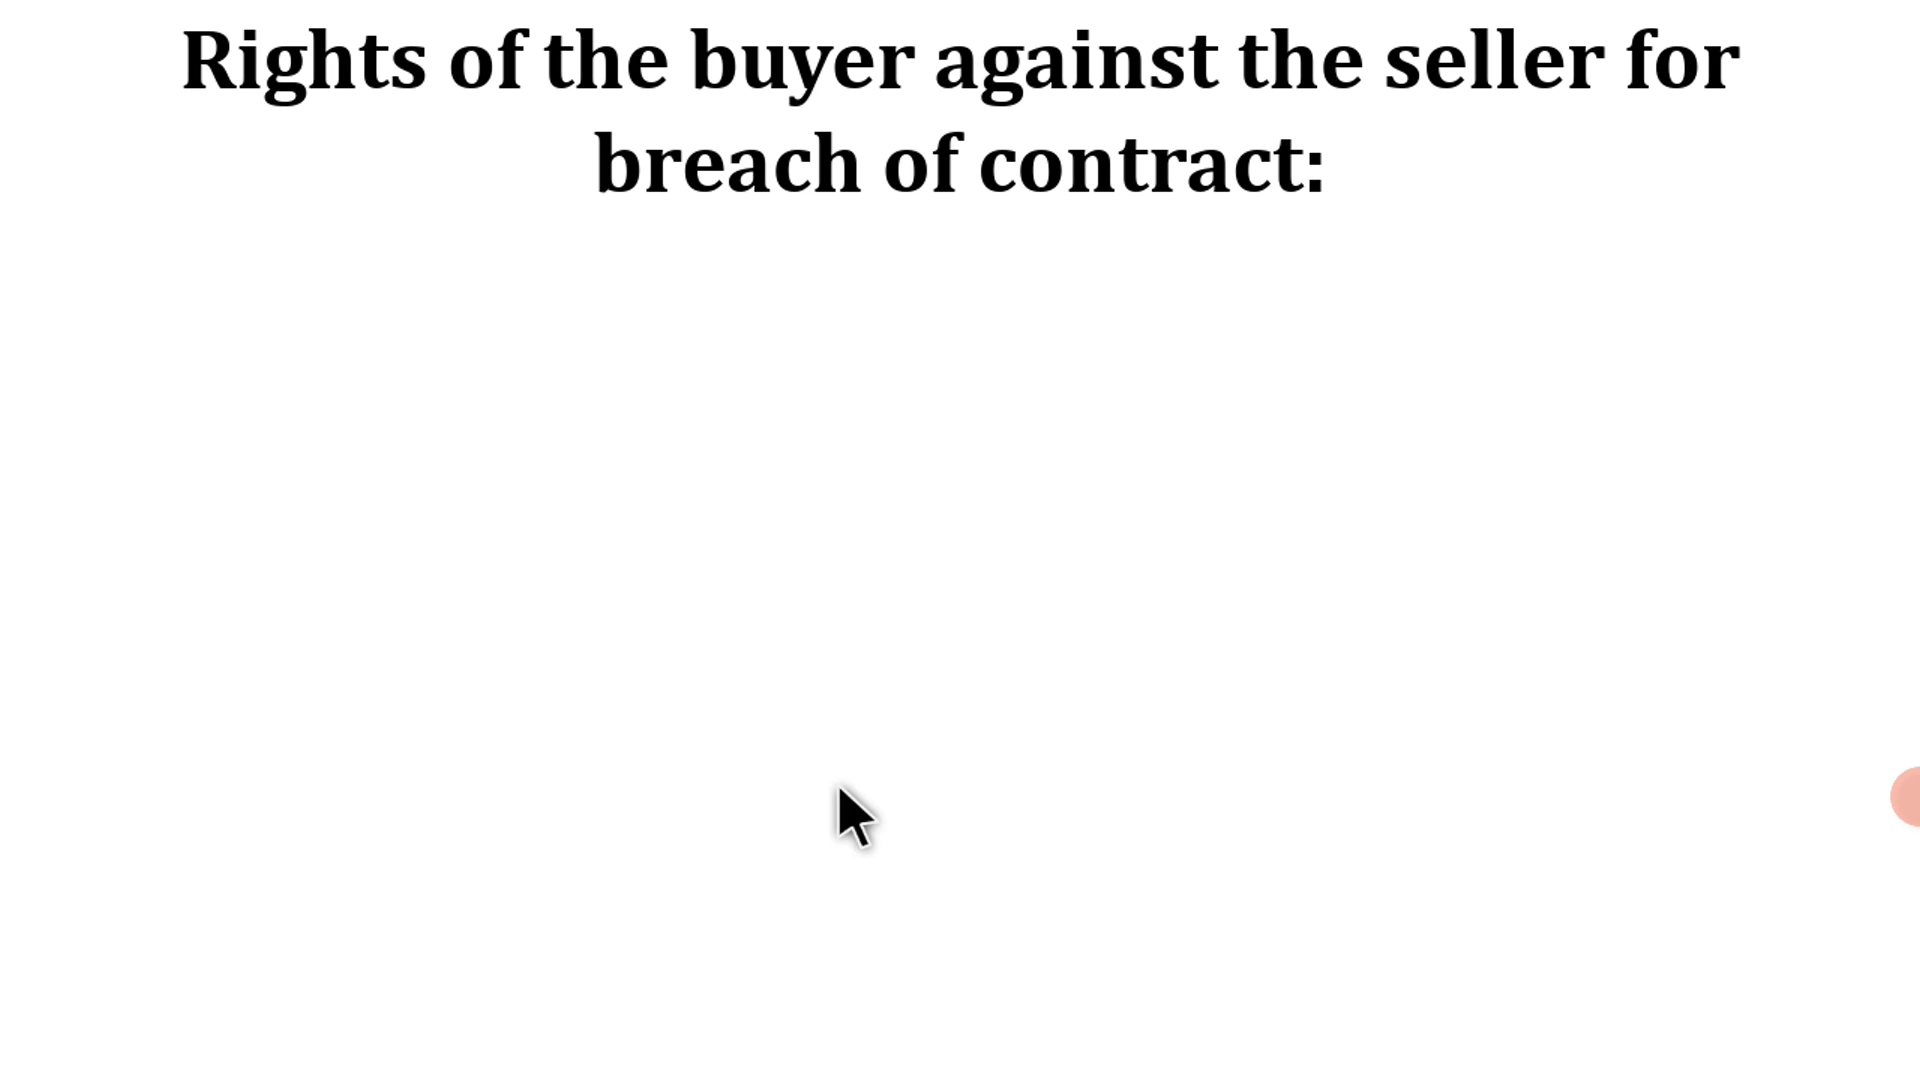 Rights of the buyer against the seller for
breach of contract: